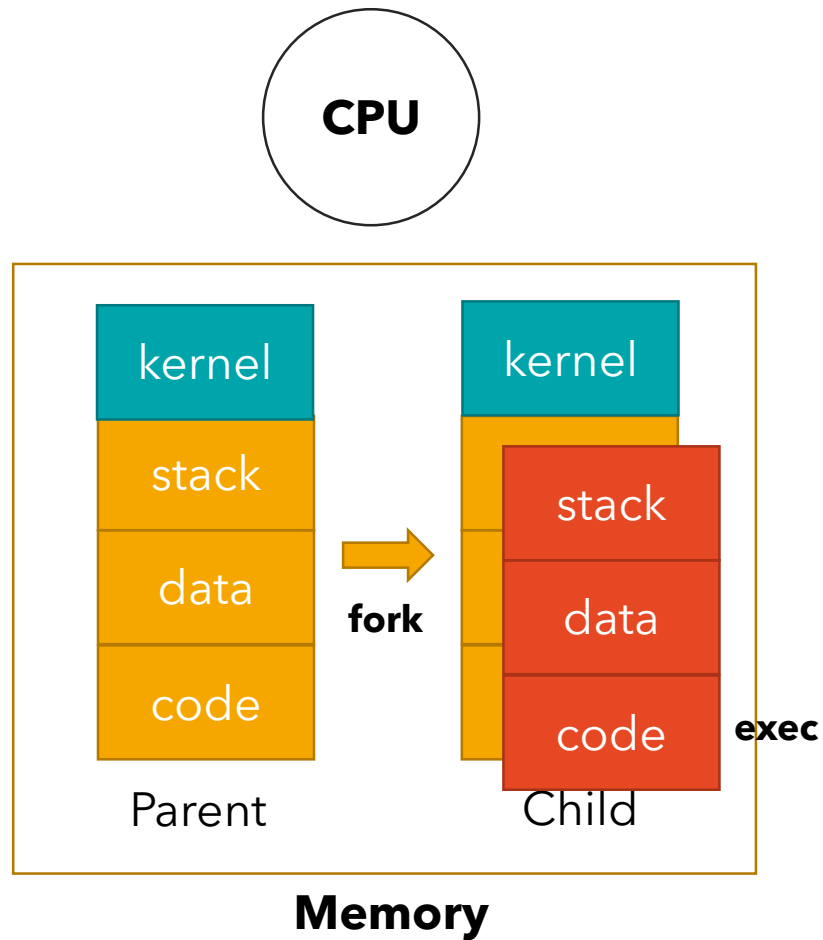 CPU
kernel
stack
data
code
Parent
fork
kernel
stack
data
code
exec
Child
Memory